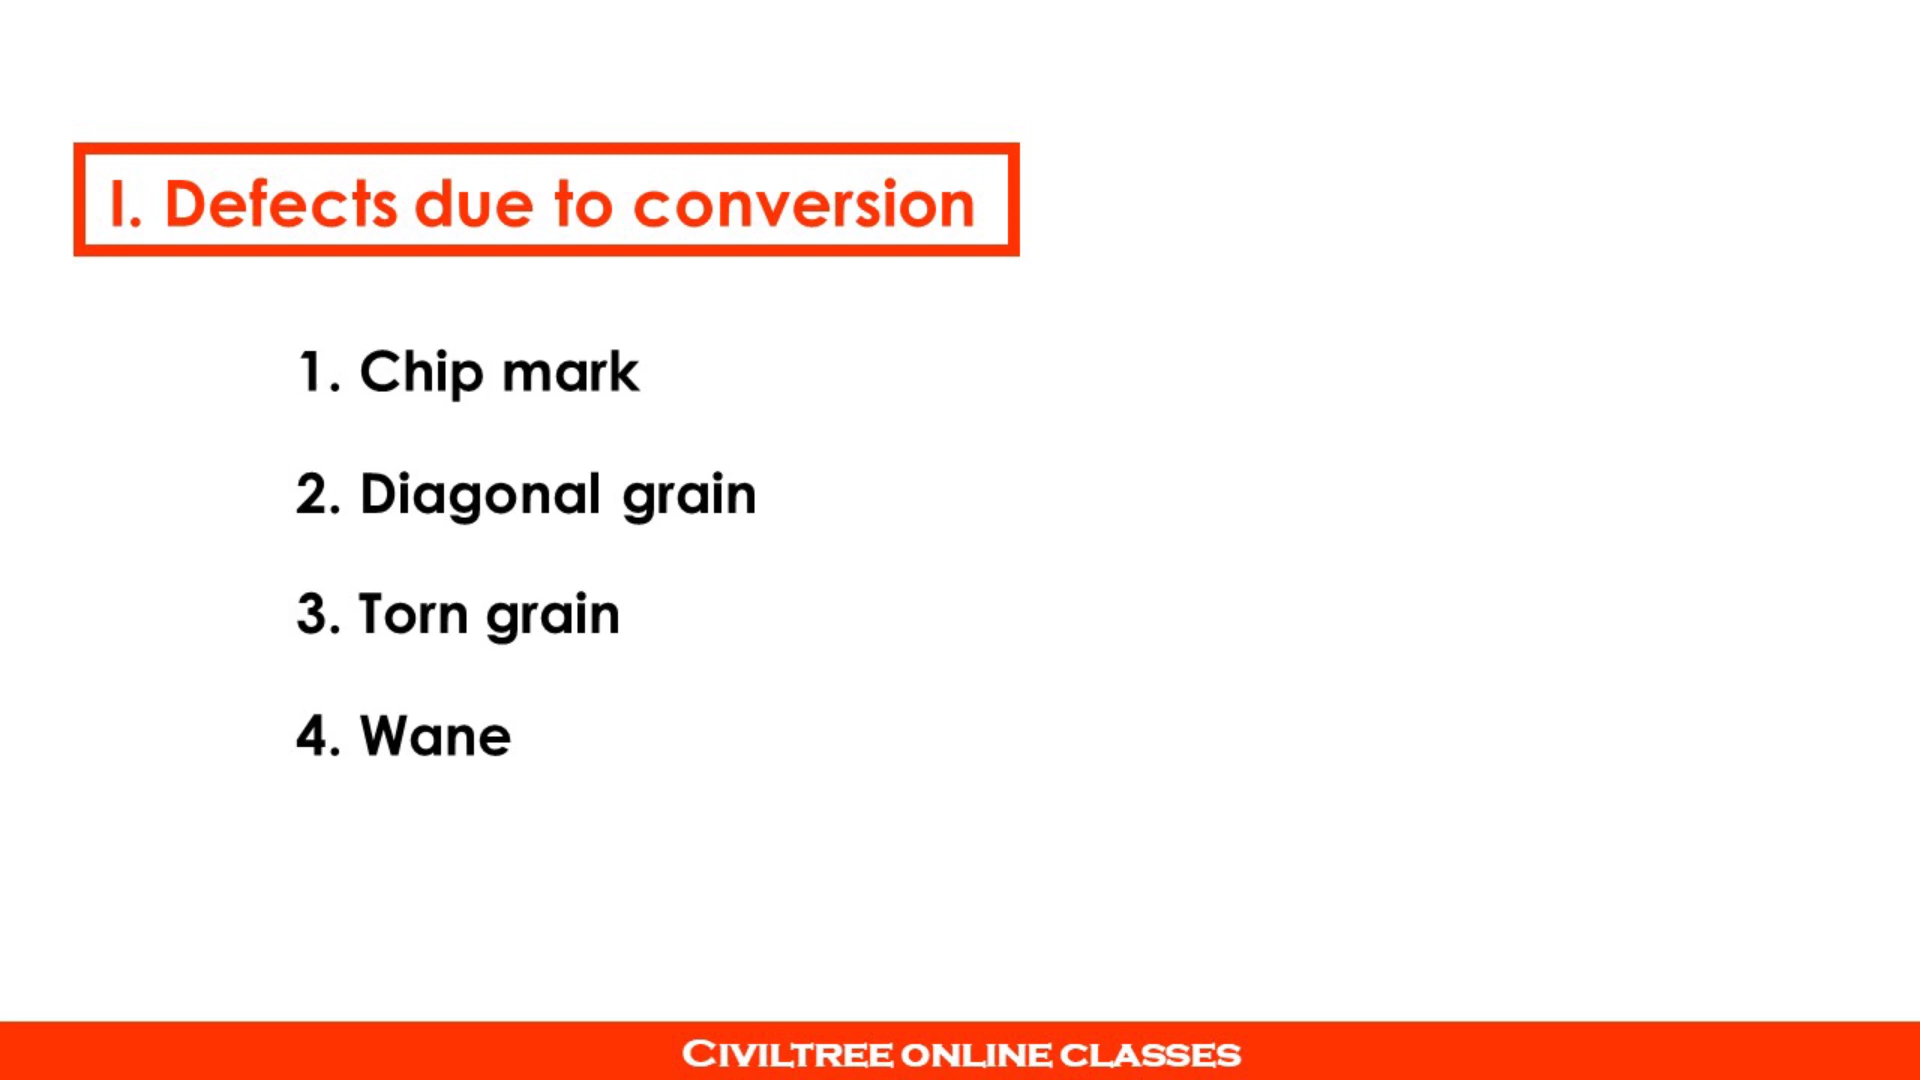 I. Defects due to conversion
1. Chip mark
2. Diagonal grain
3. Torn grain
4. Wane
CIVILTREE ONLINE CLASSES